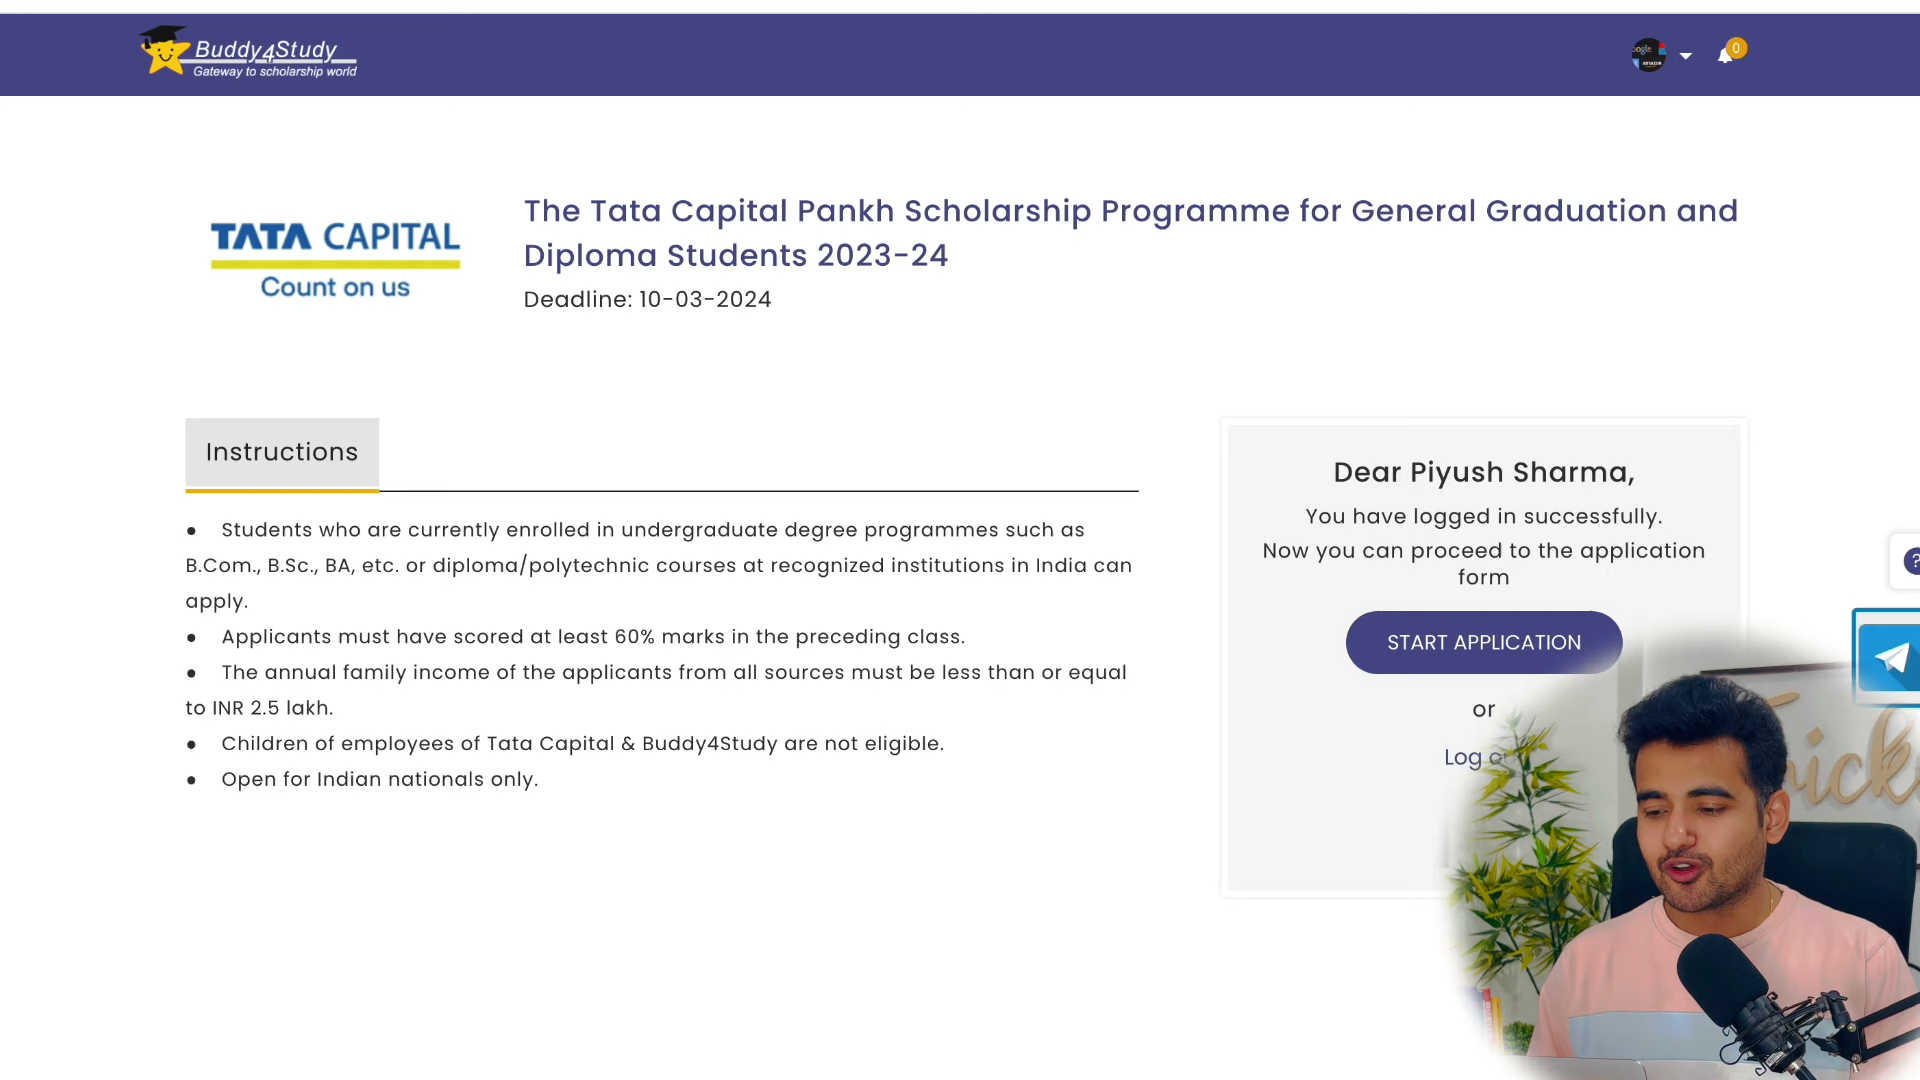 Buddy4Study
Gateway to scholarship world
0
TATA CAPITAL
Count on us
The Tata Capital Pankh Scholarship Programme for General Graduation and
Diploma Students 2023-24
Deadline: 10-03-2024
Instructions
● Students who are currently enrolled in undergraduate degree programmes such as
B.Com., B.Sc., BA, etc. or diploma/polytechnic courses at recognized institutions in India can
apply.
● Applicants must have scored at least 60% marks in the preceding class.
● The annual family income of the applicants from all sources must be less than or equal
to INR 2.5 lakh.
● Children of employees of Tata Capital & Buddy4Study are not eligible.
● Open for Indian nationals only.
Dear Piyush Sharma,
You have logged in successfully.
Now you can proceed to the application
form
START APPLICATION
or
Log
?